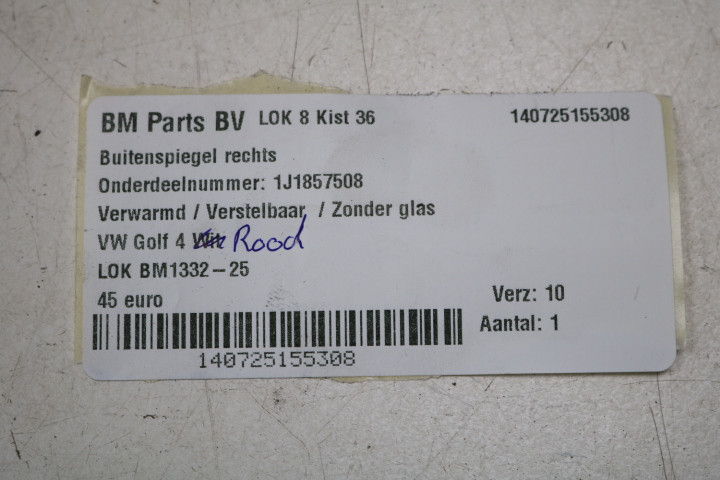 BM Parts BV LOK 8 Kist 36 140725155308
Buitenspiegel rechts
Onderdeelnummer: 1J1857508
Verwarmd / Verstelbaar / Zonder glas
VW Golf 4 Wit Rood
LOK BM1332-25
45 euro Verz: 10
Aantal: 1
140725155308